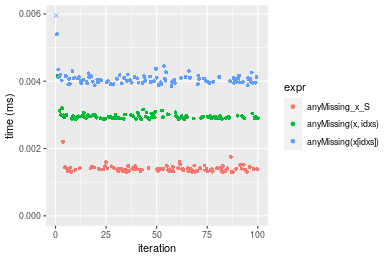 0.006
0.004
0.002
0.000
time (ms)
0
25
50
75
100
iteration
expr
anyMissing_x_S
anyMissing(x, idxs)
anyMissing(x[idxs])